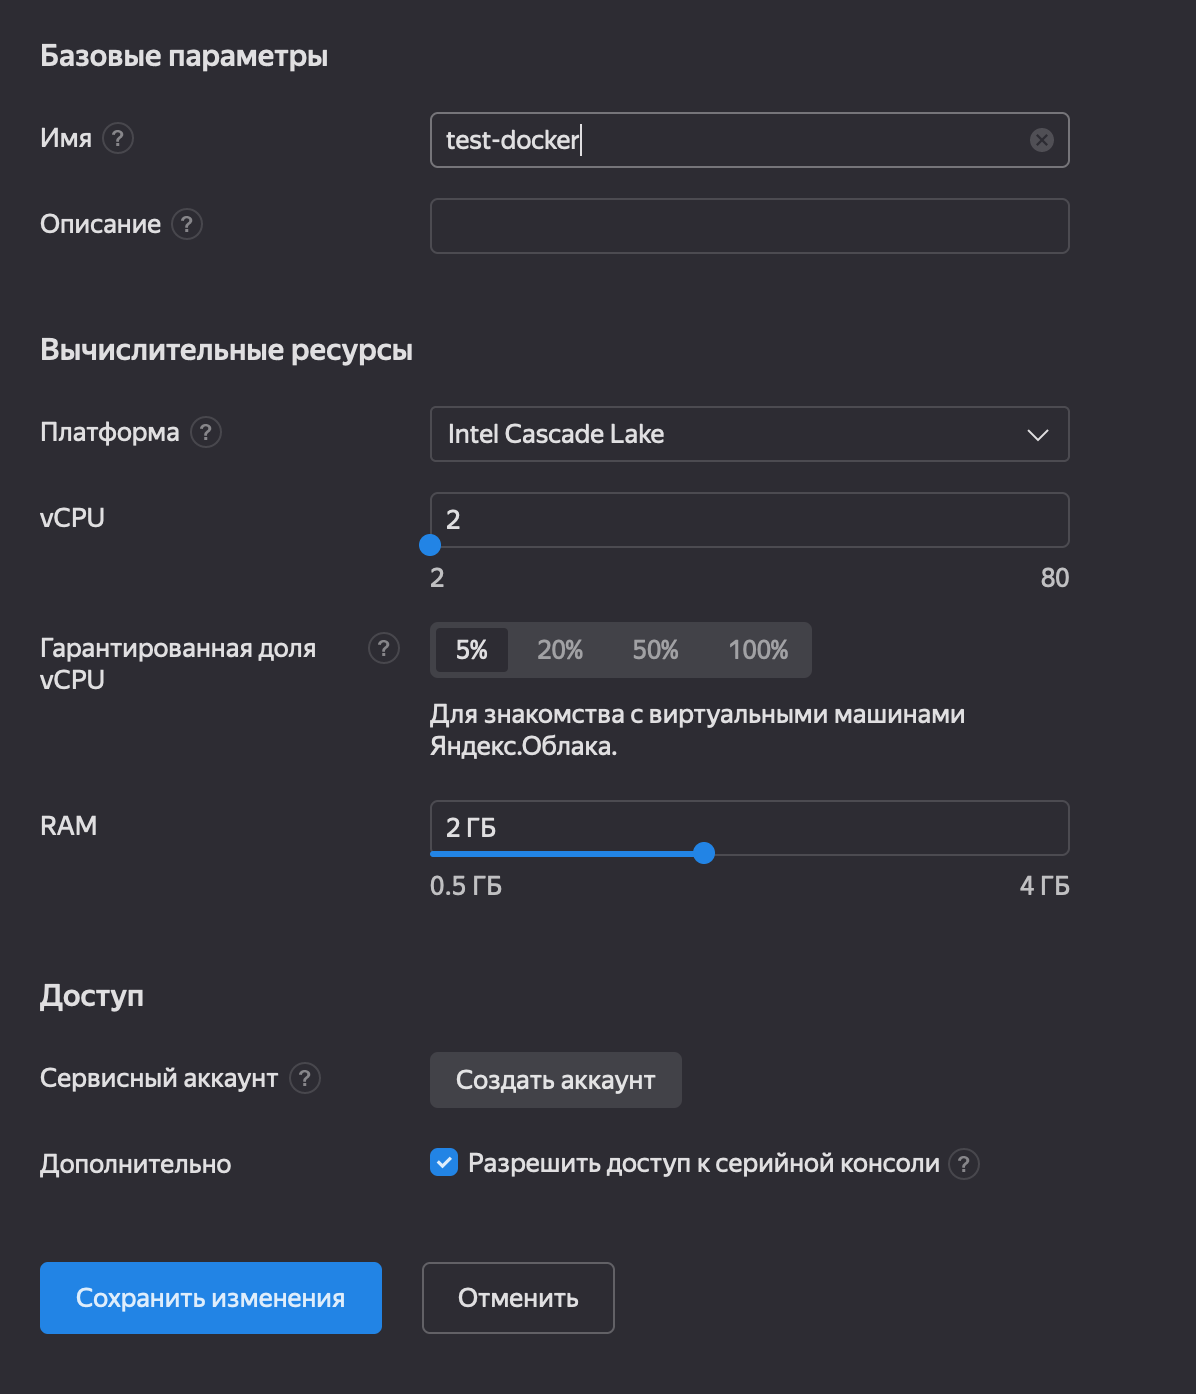 Базовые параметры
Имя ?
test-docker
Описание ?
Вычислительные ресурсы
Платформа ?
Intel Cascade Lake
vCPU
2
2 80
Гарантированная доля ?
vCPU
5% 20% 50% 100%
Для знакомства с виртуальными машинами
Яндекс.Облака.
RAM
2 ГБ
0.5 ГБ 4 ГБ
Доступ
Сервисный аккаунт ?
Создать аккаунт
Дополнительно
Разрешить доступ к серийной консоли ?
Сохранить изменения
Отменить